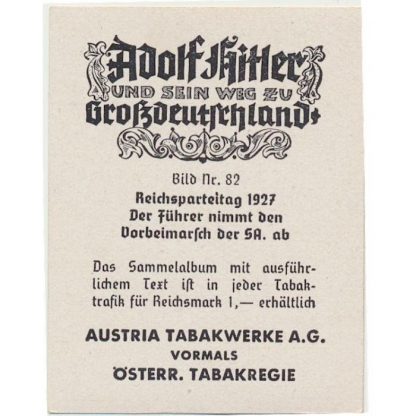 Adolf Hitler
UND SEIN WEG ZU
Großdeutschland
Bild Nr. 82
Reichsparteitag 1927
Der Führer nimmt den
Vorbeimarsch der SA. ab
Das Sammelalbum mit ausführ-
lichem Text ist in jeder Tabak-
trafik für Reichsmark 1,— erhältlich
AUSTRIA TABAKWERKE A.G.
VORMALS
ÖSTERR. TABAKREGIE